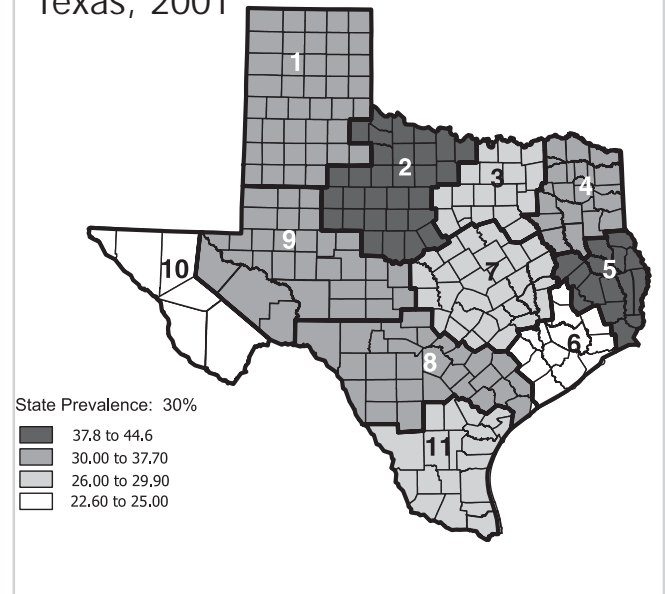 Texas, 2001
1
2
3
4
5
9
10
7
6
8
11
State Prevalence: 30%
37.8 to 44.6
30.00 to 37.70
26.00 to 29.90
22.60 to 25.00